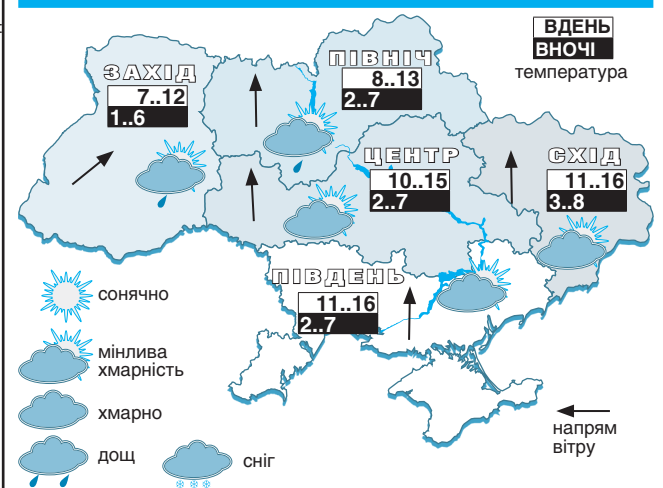 ВДЕНЬ
ВНОЧІ
температура
ПІВНІЧ
8..13
2..7
ЗАХІД
7..12
1..6
ЦЕНТР
10..15
2..7
СХІД
11..16
3..8
ПІВДЕНЬ
11..16
2..7
сонячно
мінлива
хмарність
хмарно
дощ
сніг
напрям
вітру